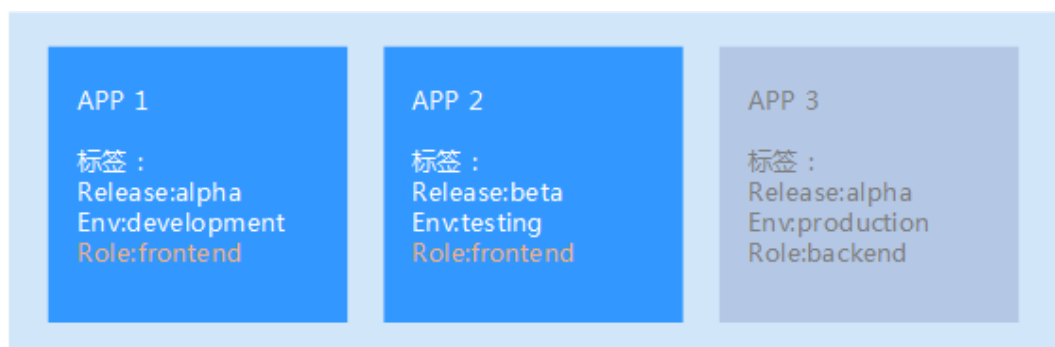 APP 1
标签：
Release:alpha
Env:development
Role:frontend
APP 2
标签：
Release:beta
Env:testing
Role:frontend
APP 3
标签：
Release:alpha
Env:production
Role:backend